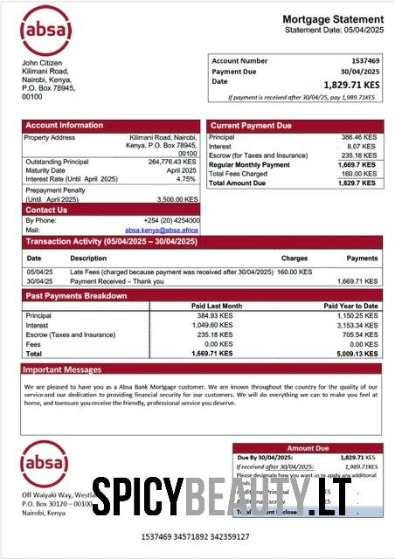 (absa)
Mortgage Statement
Statement Date: 05/04/2025
John Citizen
Kilimani Road,
Nairobi, Kenya,
P.O. Box 78945,
00100
Account Number 1537469
Payment Due 30/04/2025
Date
1,829.71 KES
If payment is received after 30/04/25, pay 1,989.71KES
Account Information
Property Address Kilimani Road, Nairobi,
Kenya, P.O. Box 78945,
00100
Outstanding Principal 264,776.43 KES
Maturity Date April 2025
Interest Rate (Until April 2025) 4.75%
Prepayment Penalty
(Until April 2025) 3,500.00 KES
Current Payment Due
Principal 386.46 KES
Interest 8.07 KES
Escrow (for Taxes and Insurance) 235.18 KES
Regular Monthly Payment 1,669.7 KES
Total Fees Charged 160.00 KES
Total Amount Due 1,829.7 KES
Contact Us
By Phone: +254 (20) 4254000
Mail: absa.kenya@absa.africa
Transaction Activity (05/04/2025 – 30/04/2025)
Date Description Charges Payments
05/04/25 Late Fees (charged because payment was received after 30/04/2025) 160.00 KES
30/04/25 Payment Received – Thank you 1,669.71 KES
Past Payments Breakdown
Paid Last Month Paid Year to Date
Principal 384.93 KES 1,150.25 KES
Interest 1,049.60 KES 3,153.34 KES
Escrow (Taxes and Insurance) 235.18 KES 705.54 KES
Fees 0.00 KES 0.00 KES
Total 1,669.71 KES 5,009.13 KES
Important Messages
We are pleased to have you as a Absa Bank Mortgage customer. We are known throughout the country for the quality of our
service and our dedication to providing financial security for our customers. We will do everything we can to make you feel at
home, and to ensure you receive the friendly, professional service you deserve.
(absa)
Off Waiyaki Way, Westla
P.O. Box 30120 – 00100
Nairobi, Kenya
Amount Due
Due By 30/04/2025: 1,829.71 KES
If received after 30/04/2025: 1,989.71KES
Please designate how you want us to apply any additional
Additional Principal
Additional Escrow
Total Amount Enclosed
SPICYBEAUTY.LT
1537469 34571892 342359127